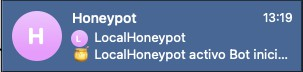 Honeypot 13:19
H
L LocalHoneypot
🍯 LocalHoneypot activo Bot inici...